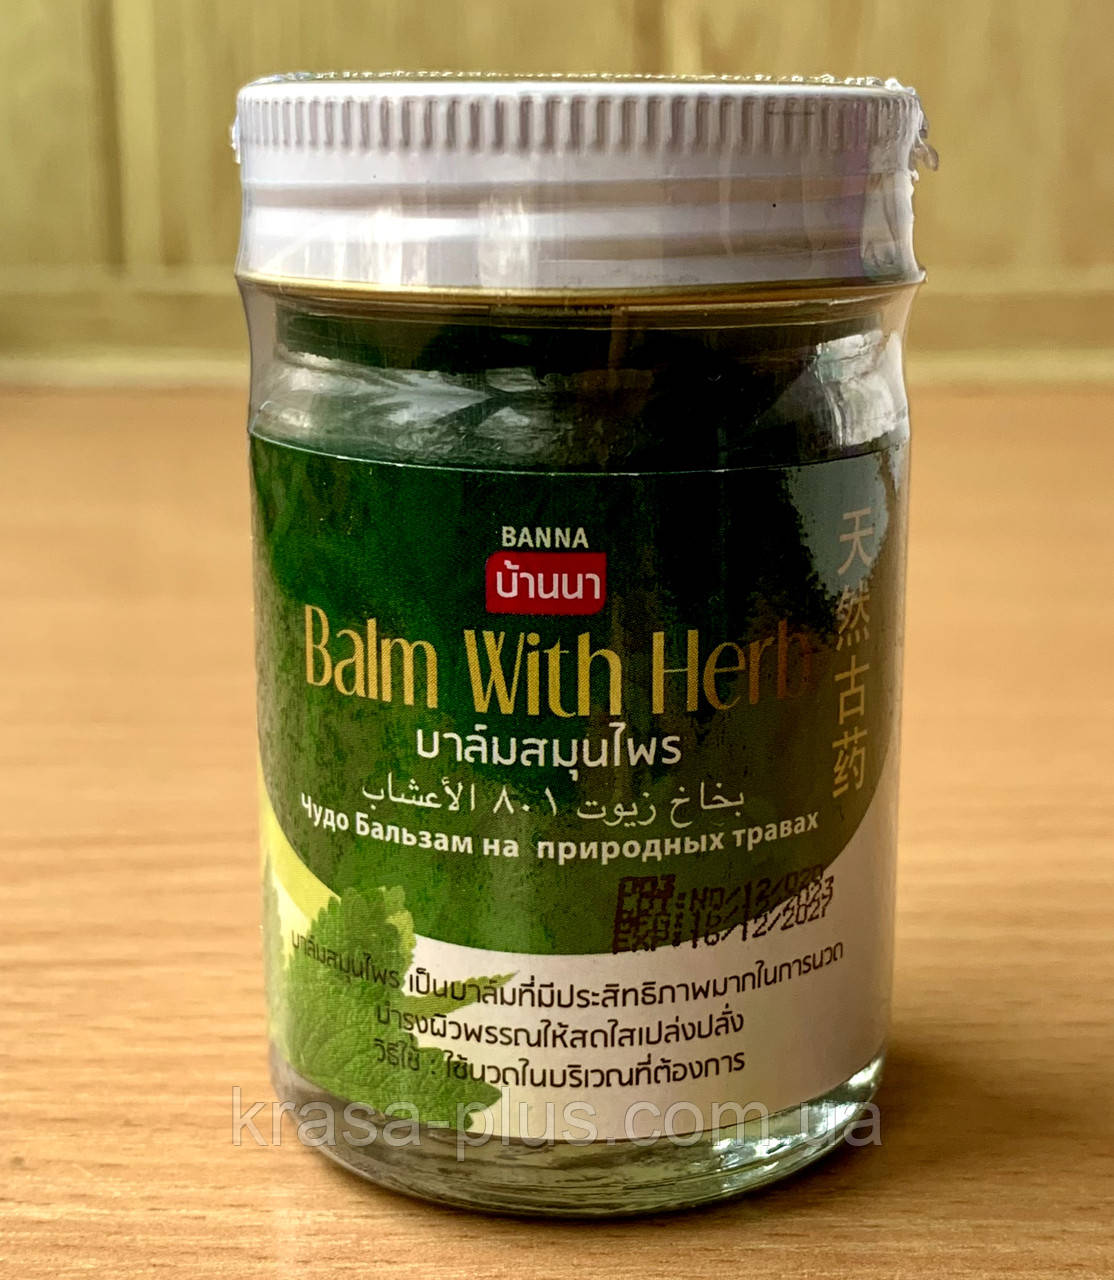 BANNA
บ้านนา
Balm With Herb
บาล์มสมุนไพร
بخاخ زيوت ٨٠١ الأعشاب
Чудо Бальзам на природных травах
天然古药
EXP:16/12/2027
บาล์มสมุนไพร เป็นบาล์มที่มีประสิทธิภาพมากในการนวด
บำรุงผิวพรรณให้สดใสเปล่งปลั่ง
วิธีใช้ : ใช้นวดในบริเวณที่ต้องการ
krasa-plus.com.ua